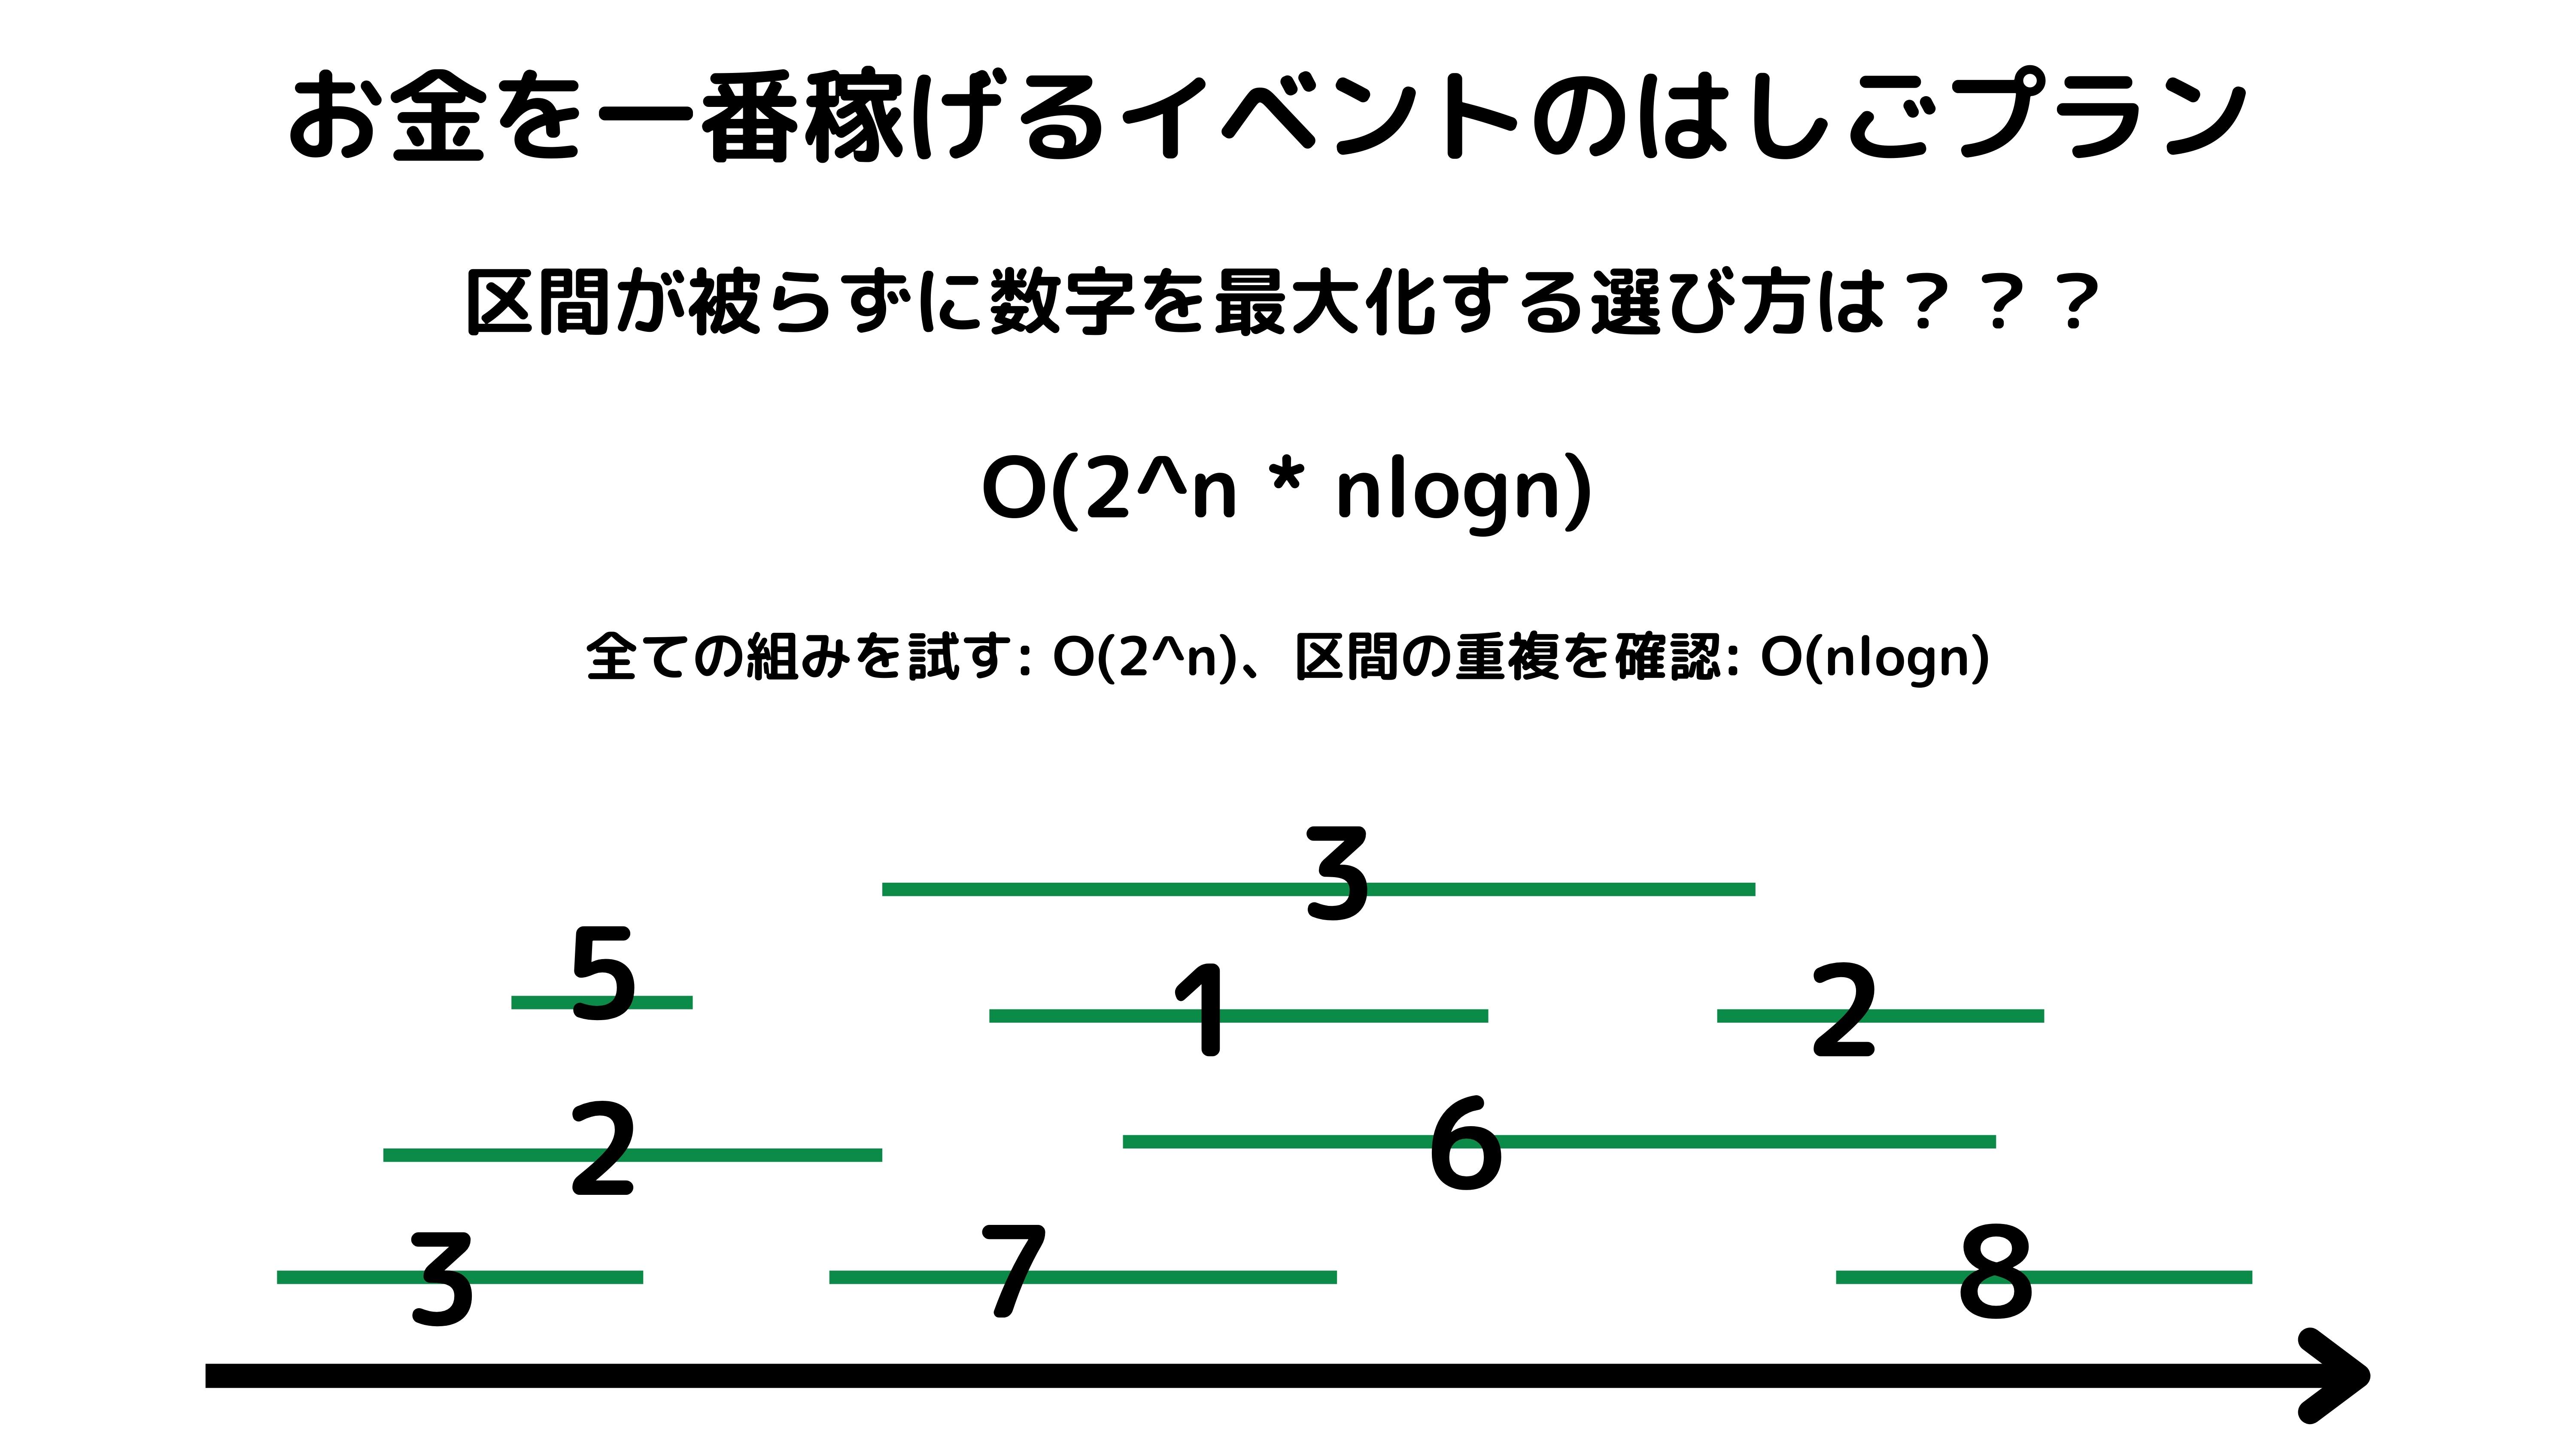 お金を一番稼げるイベントのはしごプラン
区間が被らずに数字を最大化する選び方は？？？
O(2^n * nlogn)
全ての組みを試す: O(2^n)、区間の重複を確認: O(nlogn)
3
5
1
2
2
6
3
7
8